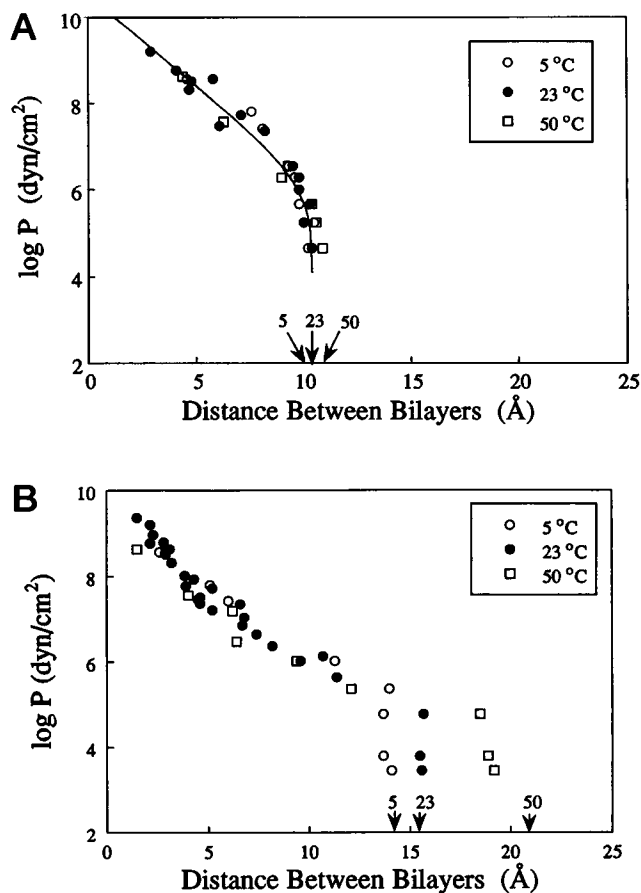 A
10
8
6
4
2
log P (dyn/cm²)
5 °C
23 °C
50 °C
5 23 50
0 5 10 15 20 25
Distance Between Bilayers (Å)
B
10
8
6
4
2
log P (dyn/cm²)
5 °C
23 °C
50 °C
5 23 50
0 5 10 15 20 25
Distance Between Bilayers (Å)